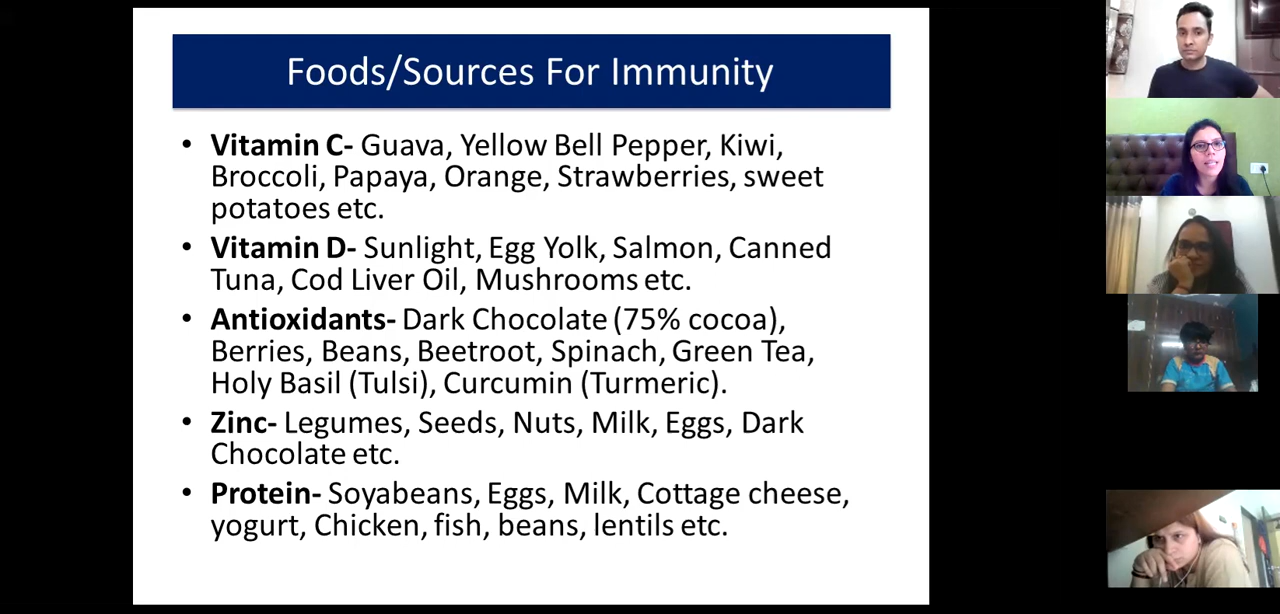 Foods/Sources For Immunity
• Vitamin C- Guava, Yellow Bell Pepper, Kiwi,
Broccoli, Papaya, Orange, Strawberries, sweet
potatoes etc.
• Vitamin D- Sunlight, Egg Yolk, Salmon, Canned
Tuna, Cod Liver Oil, Mushrooms etc.
• Antioxidants- Dark Chocolate (75% cocoa),
Berries, Beans, Beetroot, Spinach, Green Tea,
Holy Basil (Tulsi), Curcumin (Turmeric).
• Zinc- Legumes, Seeds, Nuts, Milk, Eggs, Dark
Chocolate etc.
• Protein- Soyabeans, Eggs, Milk, Cottage cheese,
yogurt, Chicken, fish, beans, lentils etc.